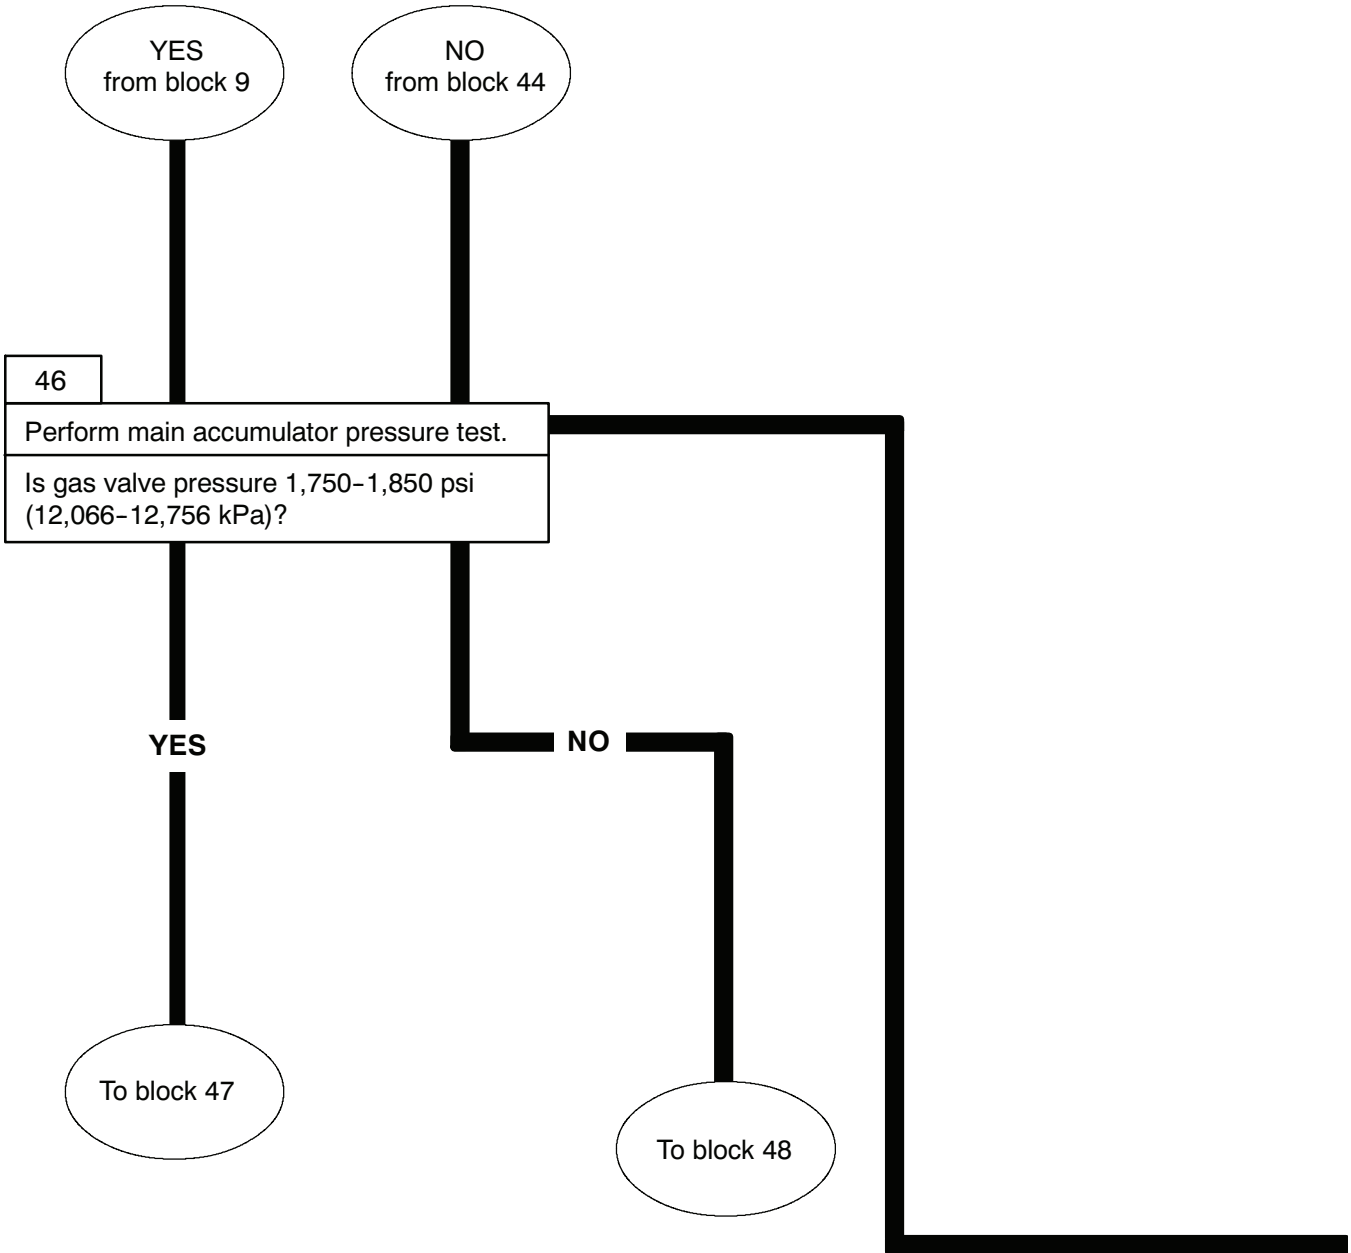 YES
from block 9
NO
from block 44
46
Perform main accumulator pressure test.
Is gas valve pressure 1,750-1,850 psi
(12,066-12,756 kPa)?
YES
NO
To block 47
To block 48